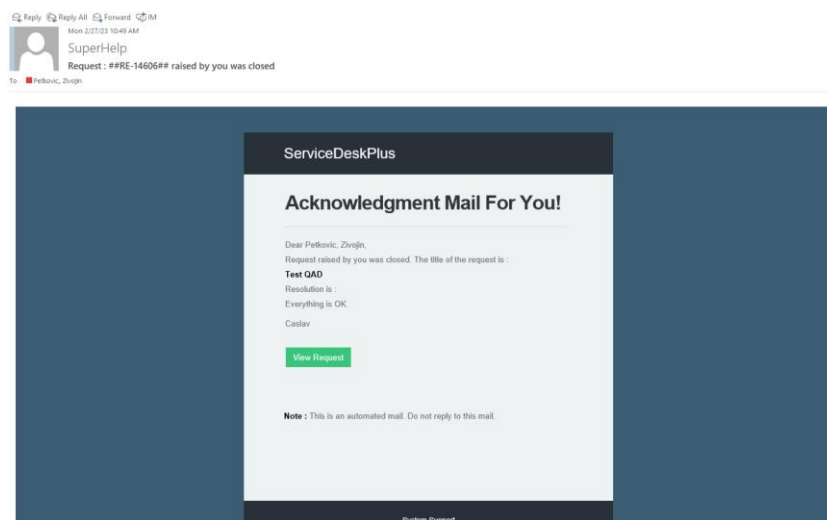 Reply Reply All Forward IM
Mon 2/27/23 10:49 AM
SuperHelp
Request : ##RE-14606## raised by you was closed
To Petkovic, Zivojin
ServiceDeskPlus
Acknowledgment Mail For You!
Dear Petkovic, Zivojin,
Request raised by you was closed. The title of the request is :
Test QAD
Resolution is :
Everything is OK.
Caslav
View Request
Note : This is an automated mail. Do not reply to this mail.
System Support